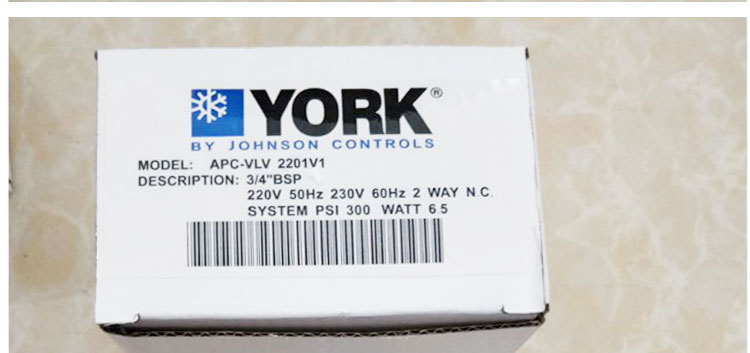 YORK®
BY JOHNSON CONTROLS
MODEL: APC-VLV 2201V1
DESCRIPTION: 3/4"BSP
220V 50Hz 230V 60Hz 2 WAY N.C.
SYSTEM PSI 300 WATT 6.5